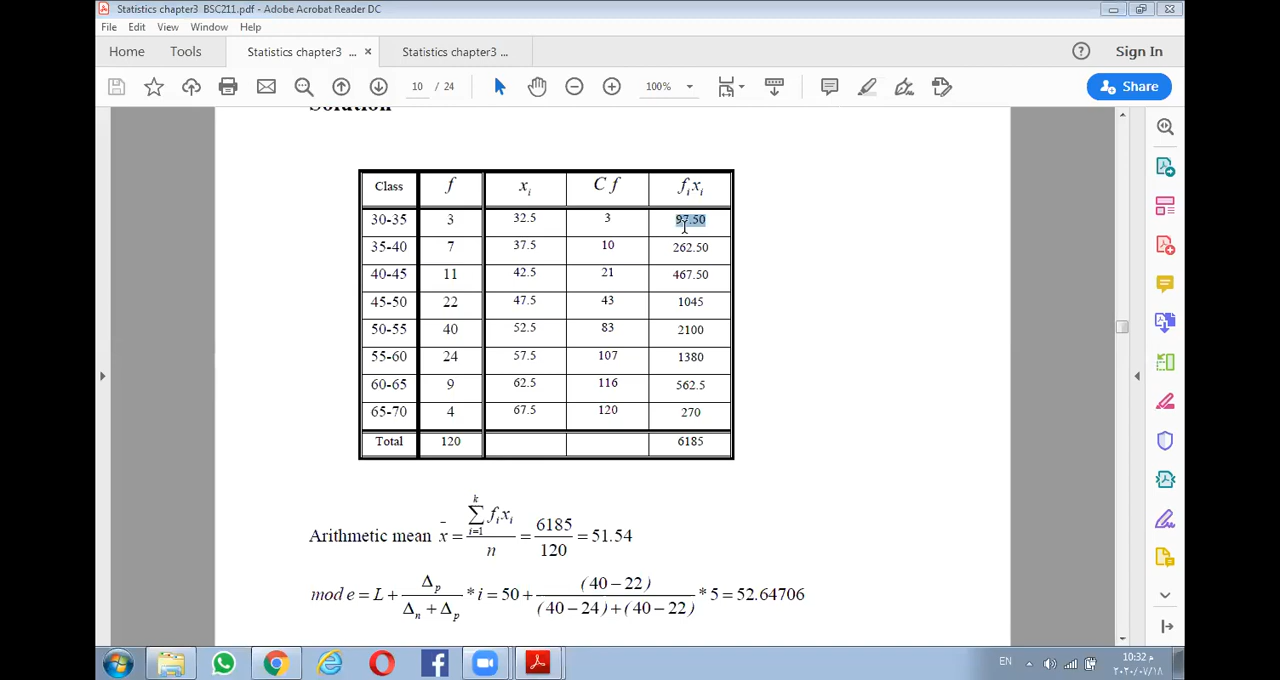 Statistics chapter3 BSC211.pdf - Adobe Acrobat Reader DC
File Edit View Window Help
Home Tools Statistics chapter3 ... × Statistics chapter3 ... Sign In
10 / 24 100% Share
Solution
Class f xᵢ C f fᵢxᵢ
30-35 3 32.5 3 97.50
35-40 7 37.5 10 262.50
40-45 11 42.5 21 467.50
45-50 22 47.5 43 1045
50-55 40 52.5 83 2100
55-60 24 57.5 107 1380
60-65 9 62.5 116 562.5
65-70 4 67.5 120 270
Total 120 6185
Arithmetic mean x̄ = ∑_{i=1}^{k} fᵢxᵢ / n = 6185 / 120 = 51.54
mod e = L + Δₚ / (Δₙ + Δₚ) * i = 50 + (40 − 22) / ((40 − 24) + (40 − 22)) * 5 = 52.64706
EN 10:32 م
٢٠٢٠/٠٧/١٨